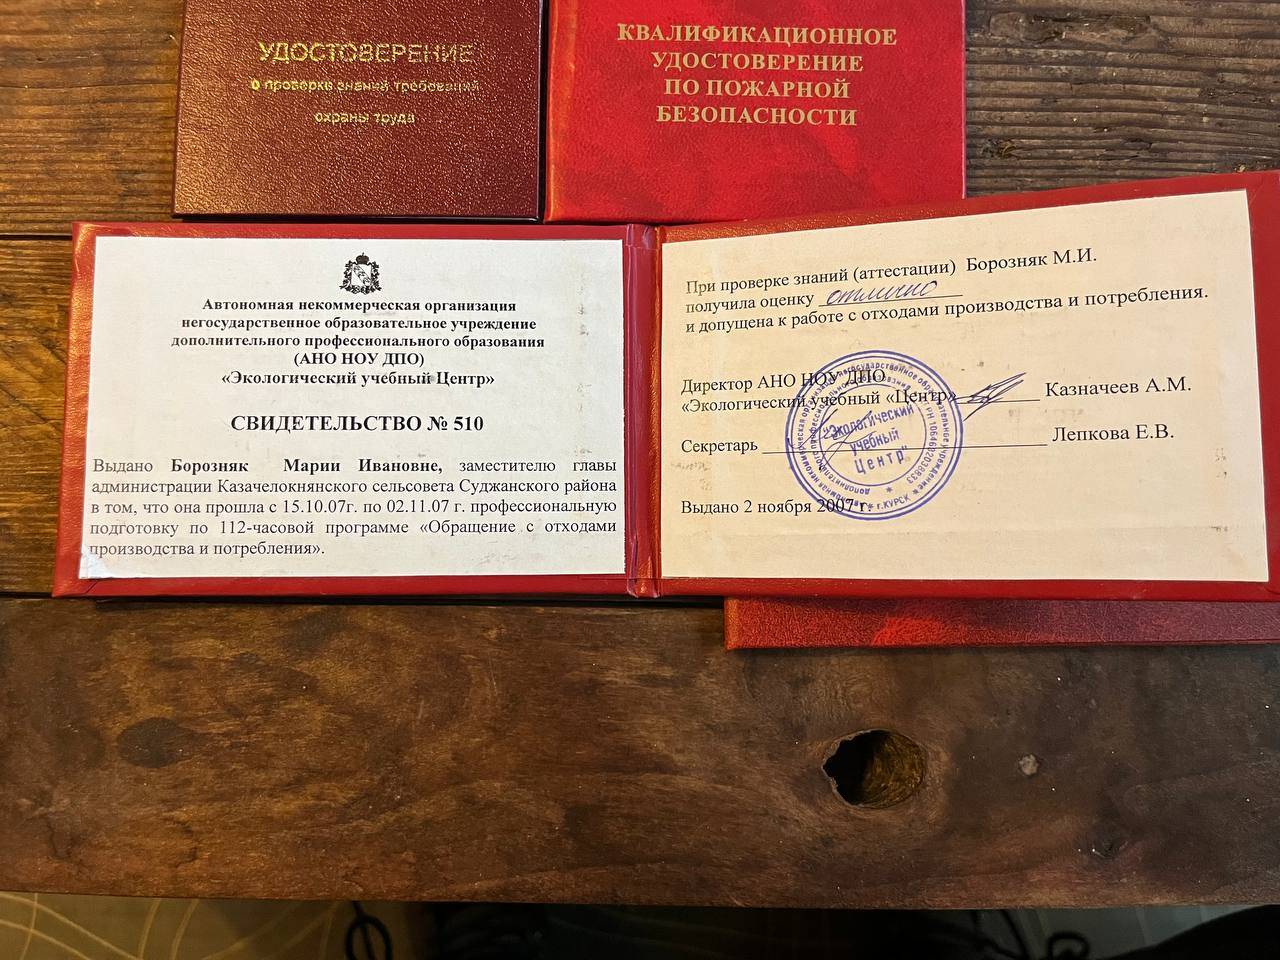 УДОСТОВЕРЕНИЕ
о проверке знаний требований
охраны труда
КВАЛИФИКАЦИОННОЕ
УДОСТОВЕРЕНИЕ
ПО ПОЖАРНОЙ
БЕЗОПАСНОСТИ
Автономная некоммерческая организация
негосударственное образовательное учреждение
дополнительного профессионального образования
(АНО НОУ ДПО)
«Экологический учебный Центр»
СВИДЕТЕЛЬСТВО № 510
Выдано Борозняк Марии Ивановне, заместителю главы
администрации Казачелокнянского сельсовета Суджанского района
в том, что она прошла с 15.10.07г. по 02.11.07 г. профессиональную
подготовку по 112-часовой программе «Обращение с отходами
производства и потребления».
При проверке знаний (аттестации) Борозняк М.И.
получила оценку отлично
и допущена к работе с отходами производства и потребления.
Директор АНО НОУ ДПО
«Экологический учебный «Центр» Казначеев А.М.
Секретарь Лепкова Е.В.
Выдано 2 ноября 2007 г.
"Экологический
учебный
Центр"
г.КУРСК